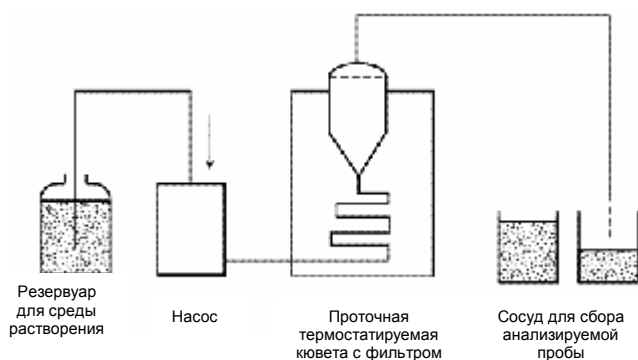 Резервуар
для среды
растворения
Насос
Проточная
термостатируемая
кювета с фильтром
Сосуд для сбора
анализируемой
пробы